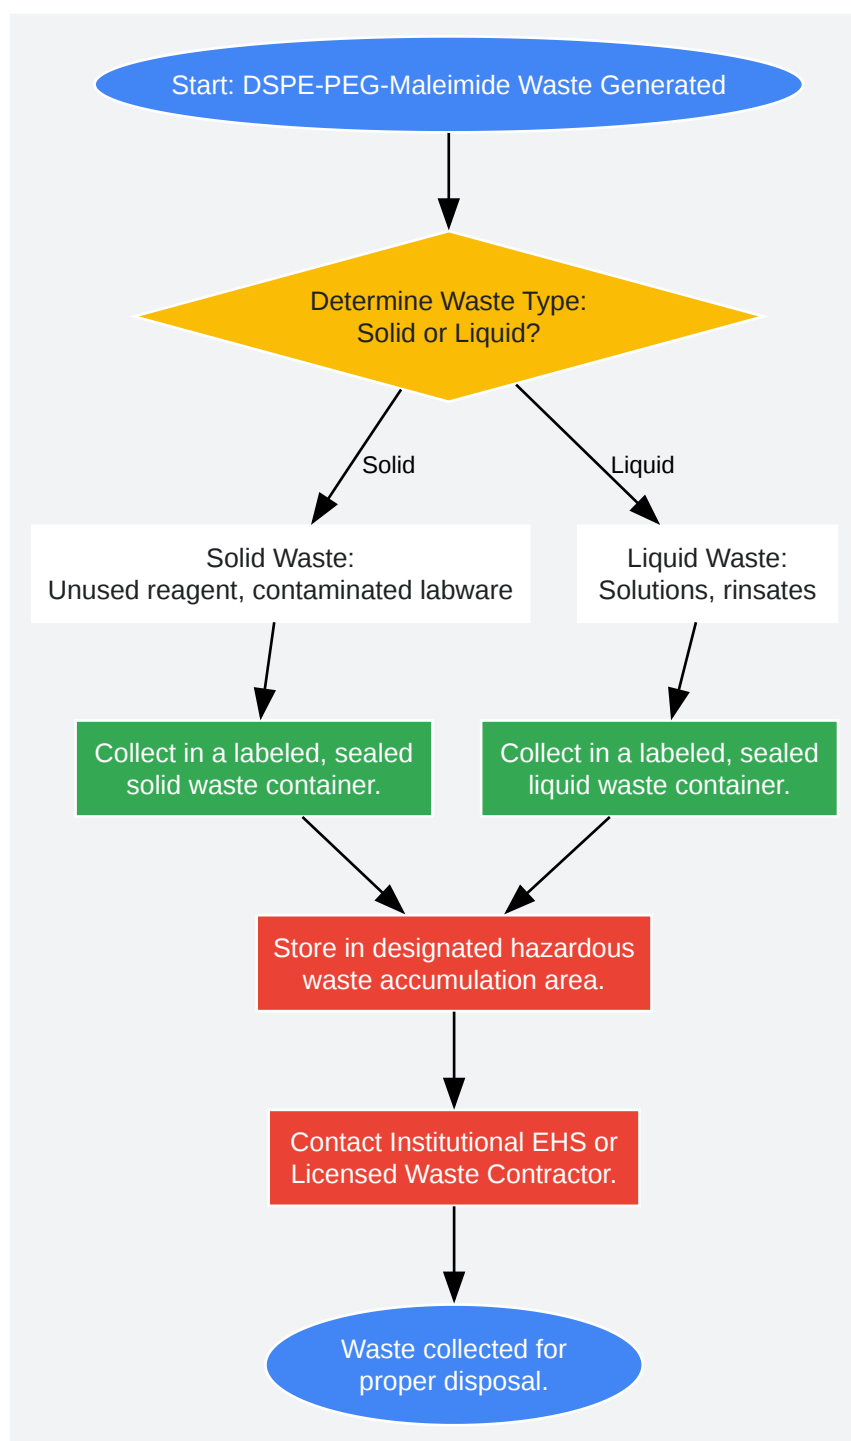 Start: DSPE-PEG-Maleimide Waste Generated
Determine Waste Type:
Solid or Liquid?
Solid
Liquid
Solid Waste:
Unused reagent, contaminated labware
Liquid Waste:
Solutions, rinsates
Collect in a labeled, sealed
solid waste container.
Collect in a labeled, sealed
liquid waste container.
Store in designated hazardous
waste accumulation area.
Contact Institutional EHS or
Licensed Waste Contractor.
Waste collected for
proper disposal.